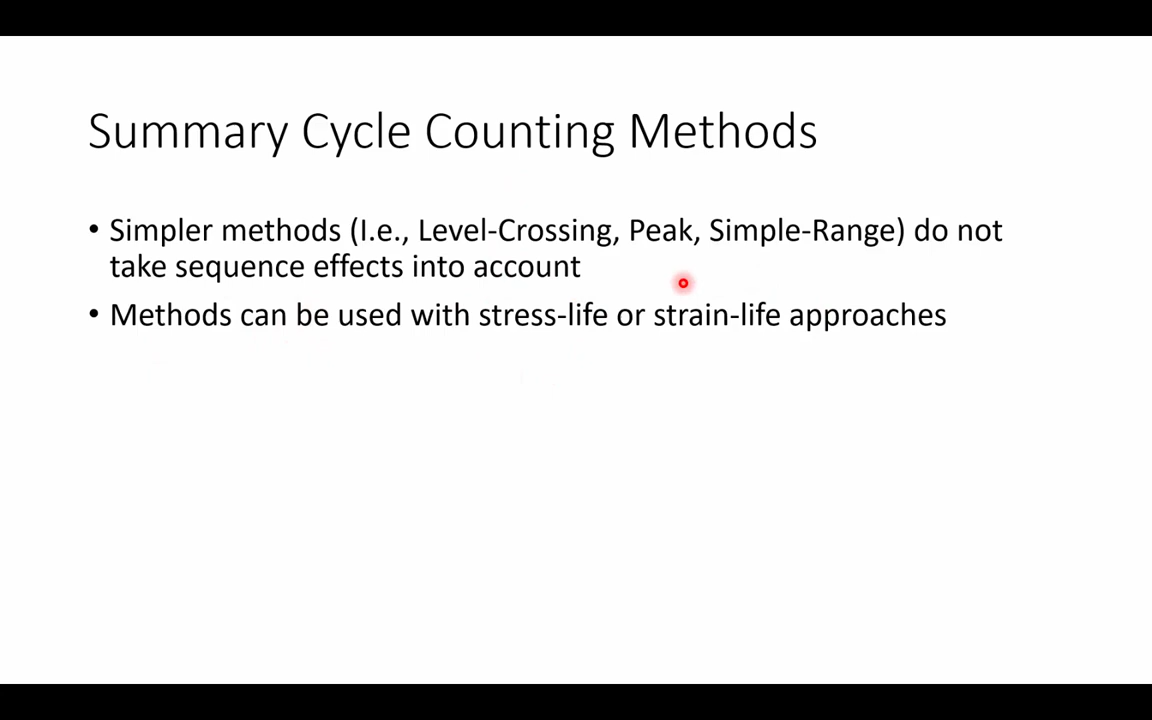 Summary Cycle Counting Methods
• Simpler methods (I.e., Level-Crossing, Peak, Simple-Range) do not
take sequence effects into account
• Methods can be used with stress-life or strain-life approaches